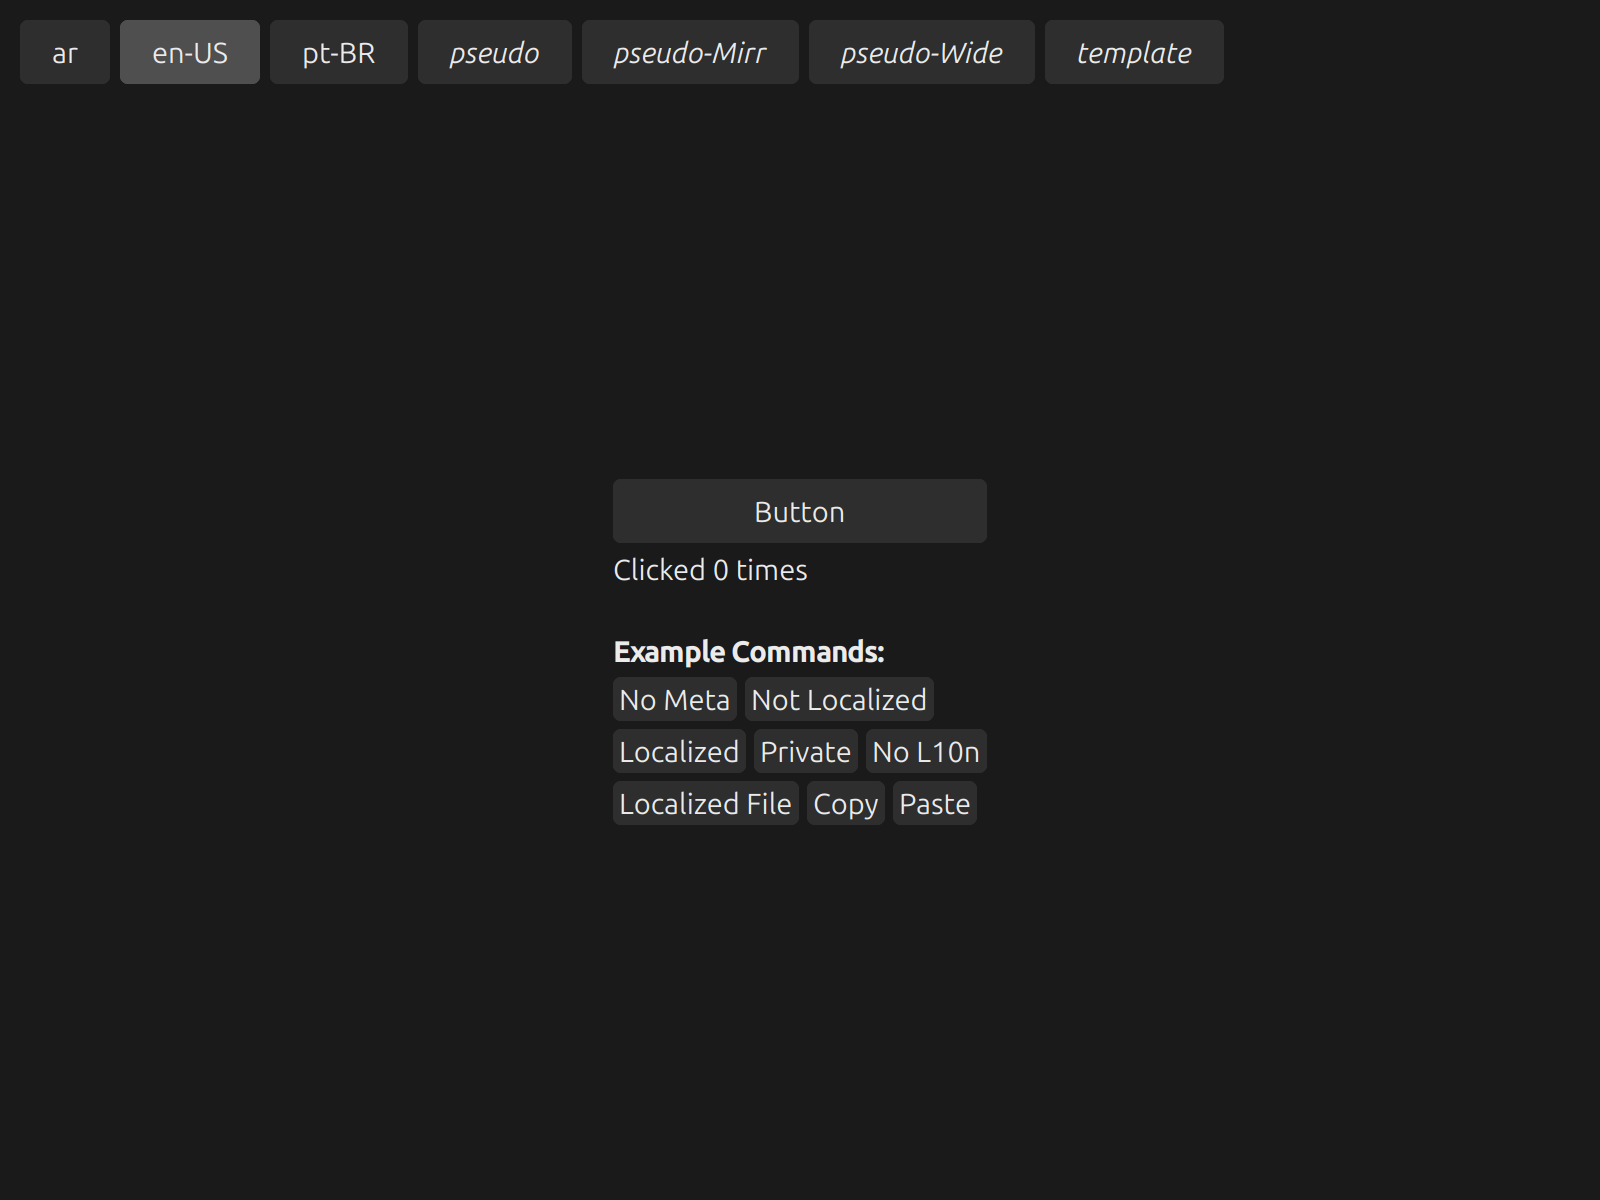 ar en-US pt-BR pseudo pseudo-Mirr pseudo-Wide template
Button
Clicked 0 times
Example Commands:
No Meta Not Localized
Localized Private No L10n
Localized File Copy Paste